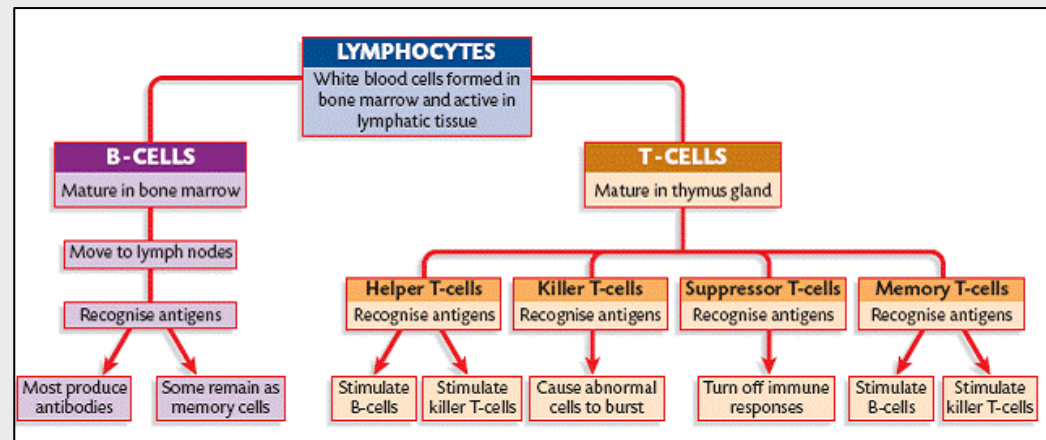 LYMPHOCYTES
White blood cells formed in
bone marrow and active in
lymphatic tissue
B-CELLS
Mature in bone marrow
Move to lymph nodes
Recognise antigens
Most produce
antibodies
Some remain as
memory cells
T-CELLS
Mature in thymus gland
Helper T-cells
Recognise antigens
Stimulate
B-cells
Stimulate
killer T-cells
Killer T-cells
Recognise antigens
Cause abnormal
cells to burst
Suppressor T-cells
Recognise antigens
Turn off immune
responses
Memory T-cells
Recognise antigens
Stimulate
B-cells
Stimulate
killer T-cells